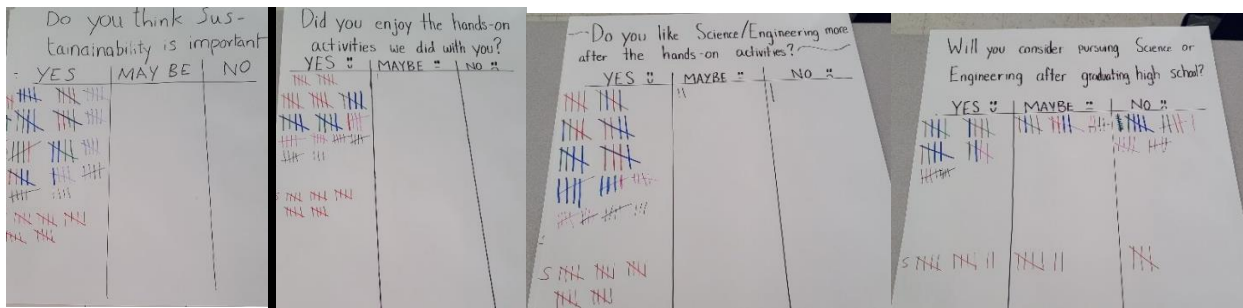 Do you think Sus-
tainainability is important
YES MAYBE NO
Did you enjoy the hands-on
activities we did with you?
YES MAYBE NO
Do you like Science/Engineering more
after the hands-on activities?
YES MAYBE NO
S
Will you consider pursuing Science or
Engineering after graduating high school?
YES MAYBE NO
S